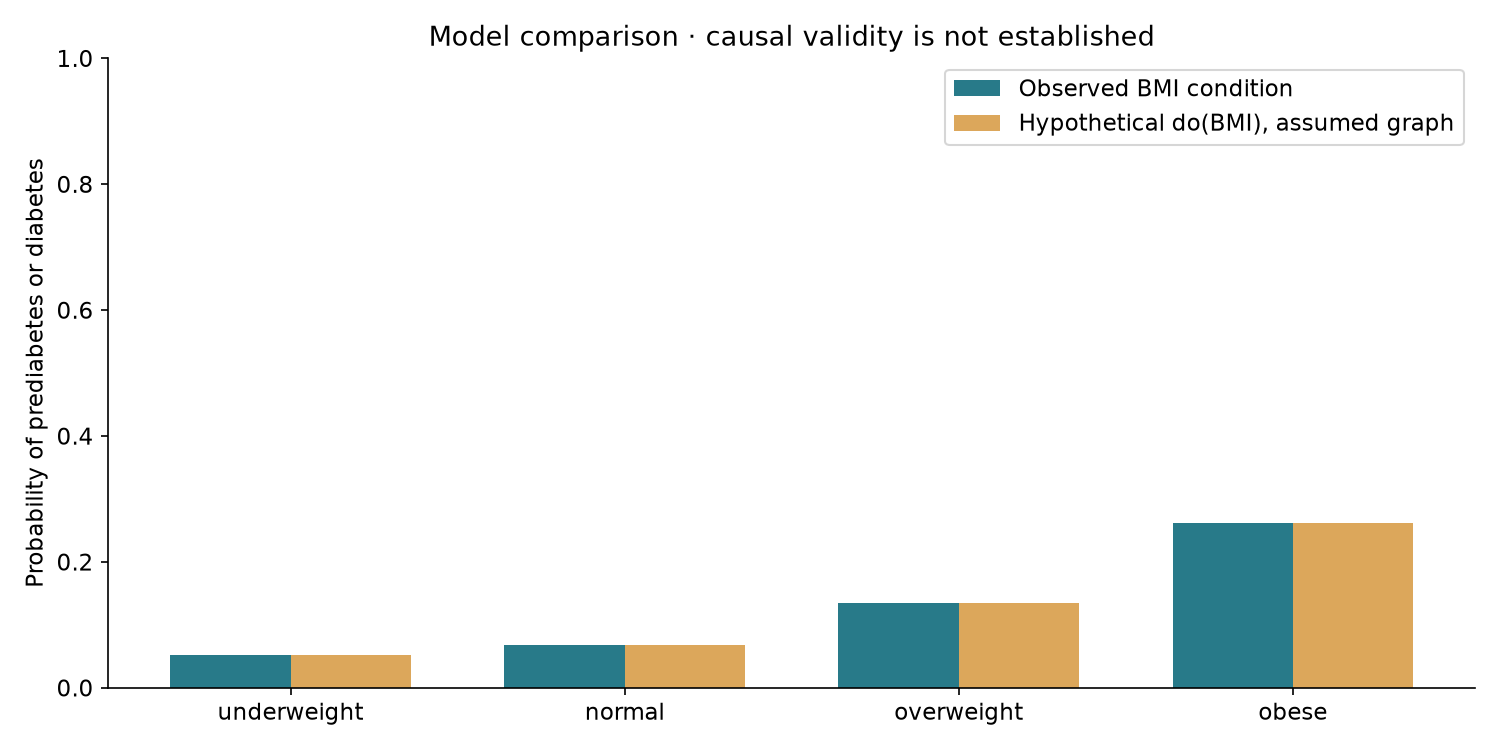 Model comparison · causal validity is not established
Observed BMI condition
Hypothetical do(BMI), assumed graph
Probability of prediabetes or diabetes
1.0
0.8
0.6
0.4
0.2
0.0
underweight
normal
overweight
obese